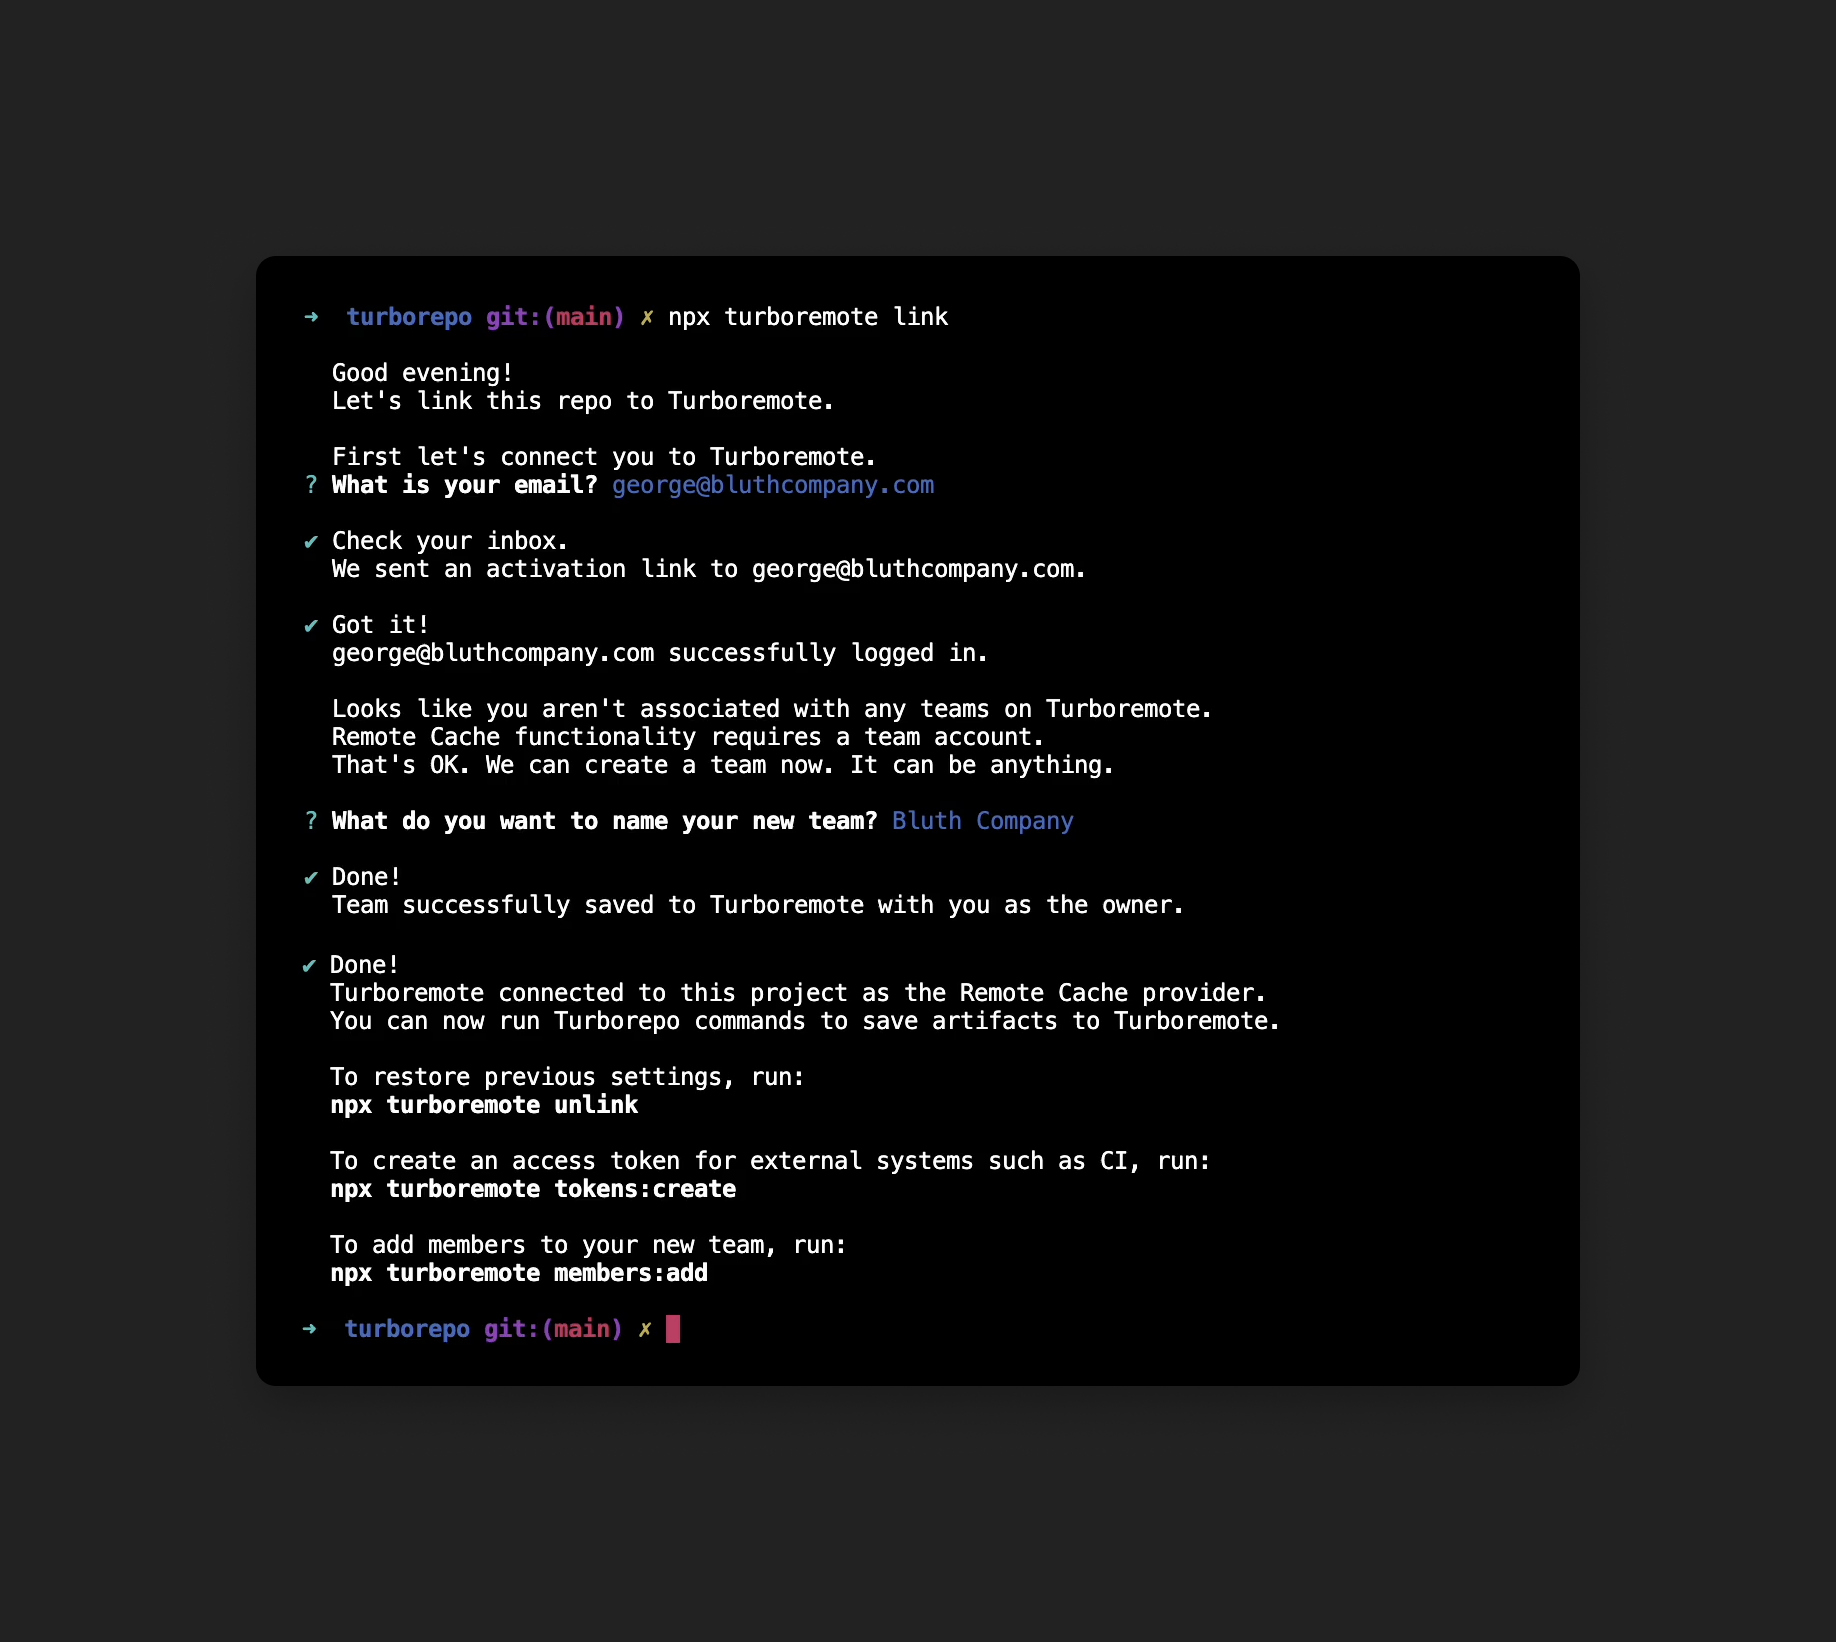 ➜  turborepo git:(main) ✗ npx turboremote link
Good evening!
Let's link this repo to Turboremote.
First let's connect you to Turboremote.
? What is your email? george@bluthcompany.com
✔ Check your inbox.
We sent an activation link to george@bluthcompany.com.
✔ Got it!
george@bluthcompany.com successfully logged in.
Looks like you aren't associated with any teams on Turboremote.
Remote Cache functionality requires a team account.
That's OK. We can create a team now. It can be anything.
? What do you want to name your new team? Bluth Company
✔ Done!
Team successfully saved to Turboremote with you as the owner.
✔ Done!
Turboremote connected to this project as the Remote Cache provider.
You can now run Turborepo commands to save artifacts to Turboremote.
To restore previous settings, run:
npx turboremote unlink
To create an access token for external systems such as CI, run:
npx turboremote tokens:create
To add members to your new team, run:
npx turboremote members:add
➜  turborepo git:(main) ✗